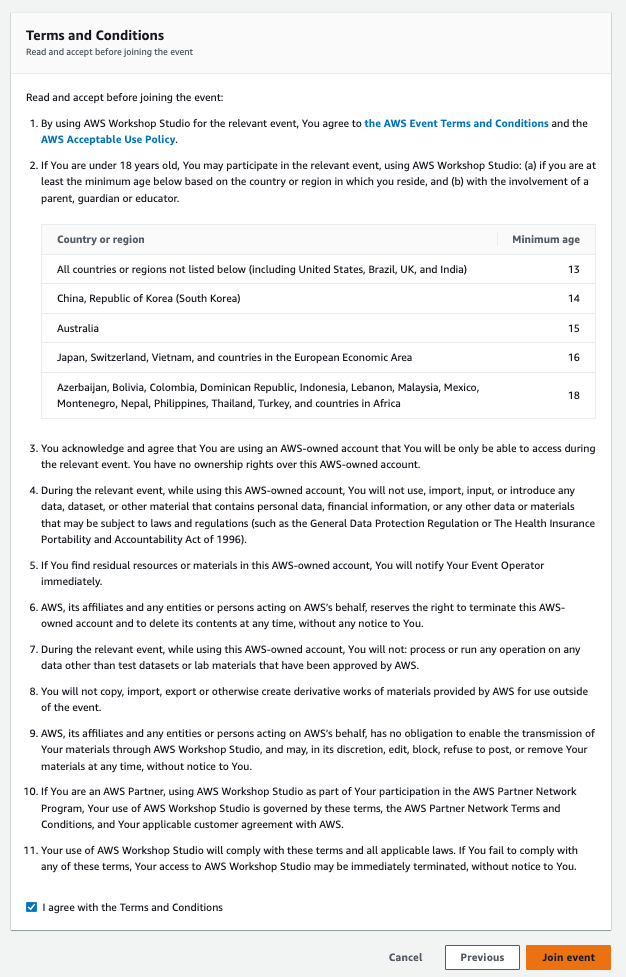 Terms and Conditions
Read and accept before joining the event
Read and accept before joining the event:
1. By using AWS Workshop Studio for the relevant event, You agree to the AWS Event Terms and Conditions and the
AWS Acceptable Use Policy.
2. If You are under 18 years old, You may participate in the relevant event, using AWS Workshop Studio: (a) if you are at
least the minimum age below based on the country or region in which you reside, and (b) with the involvement of a
parent, guardian or educator.
Country or region Minimum age
All countries or regions not listed below (including United States, Brazil, UK, and India) 13
China, Republic of Korea (South Korea) 14
Australia 15
Japan, Switzerland, Vietnam, and countries in the European Economic Area 16
Azerbaijan, Bolivia, Colombia, Dominican Republic, Indonesia, Lebanon, Malaysia, Mexico,
Montenegro, Nepal, Philippines, Thailand, Turkey, and countries in Africa 18
3. You acknowledge and agree that You are using an AWS-owned account that You will be only be able to access during
the relevant event. You have no ownership rights over this AWS-owned account.
4. During the relevant event, while using this AWS-owned account, You will not use, import, input, or introduce any
data, dataset, or other material that contains personal data, financial information, or any other data or materials
that may be subject to laws and regulations (such as the General Data Protection Regulation or The Health Insurance
Portability and Accountability Act of 1996).
5. If You find residual resources or materials in this AWS-owned account, You will notify Your Event Operator
immediately.
6. AWS, its affiliates and any entities or persons acting on AWS's behalf, reserves the right to terminate this AWS-
owned account and to delete its contents at any time, without any notice to You.
7. During the relevant event, while using this AWS-owned account, You will not: process or run any operation on any
data other than test datasets or lab materials that have been approved by AWS.
8. You will not copy, import, export or otherwise create derivative works of materials provided by AWS for use outside
of the event.
9. AWS, its affiliates and any entities or persons acting on AWS's behalf, has no obligation to enable the transmission of
Your materials through AWS Workshop Studio, and may, in its discretion, edit, block, refuse to post, or remove Your
materials at any time, without notice to You.
10. If You are an AWS Partner, using AWS Workshop Studio as part of Your participation in the AWS Partner Network
Program, Your use of AWS Workshop Studio is governed by these terms, the AWS Partner Network Terms and
Conditions, and Your applicable customer agreement with AWS.
11. Your use of AWS Workshop Studio will comply with these terms and all applicable laws. If You fail to comply with
any of these terms, Your access to AWS Workshop Studio may be immediately terminated, without notice to You.
I agree with the Terms and Conditions
Cancel Previous Join event